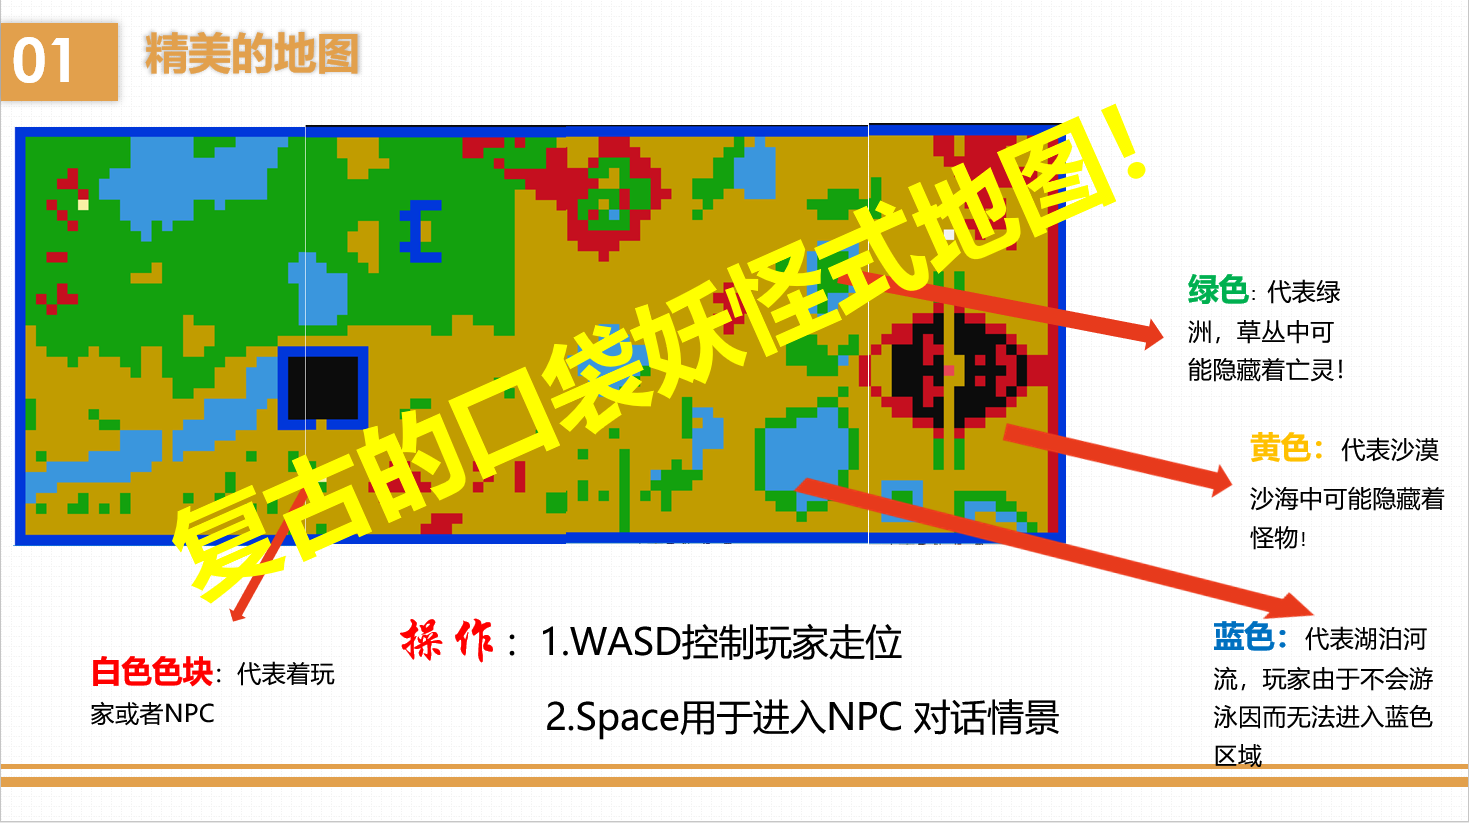 01
精美的地图
复古的口袋妖怪式地图！
绿色：代表绿
洲，草丛中可
能隐藏着亡灵！
黄色：代表沙漠
沙海中可能隐藏着
怪物！
蓝色：代表湖泊河
流，玩家由于不会游
泳因而无法进入蓝色
区域
白色色块：代表着玩
家或者NPC
操作：1.WASD控制玩家走位
2.Space用于进入NPC 对话情景